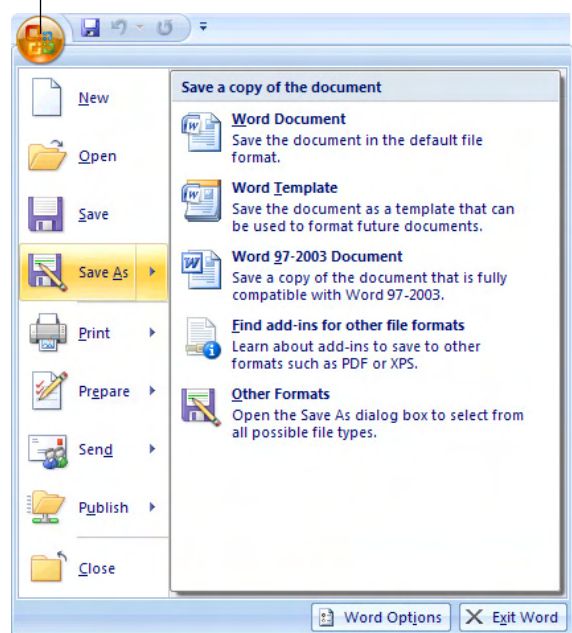 New
Open
Save
Save As
Print
Prepare
Send
Publish
Close
Save a copy of the document
Word Document
Save the document in the default file
format.
Word Template
Save the document as a template that can
be used to format future documents.
Word 97-2003 Document
Save a copy of the document that is fully
compatible with Word 97-2003.
Find add-ins for other file formats
Learn about add-ins to save to other
formats such as PDF or XPS.
Other Formats
Open the Save As dialog box to select from
all possible file types.
Word Options
Exit Word